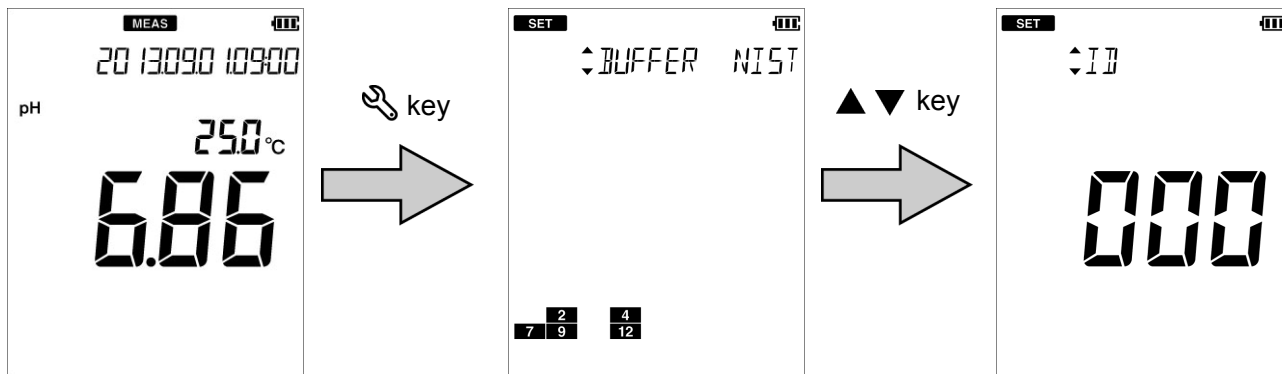 MEAS
2013.09.01.09:00
pH
25.0 °C
6.86
🔧 key
SET
BUFFER NIST
2 4
7 9 12
▲ ▼ key
SET
ID
000